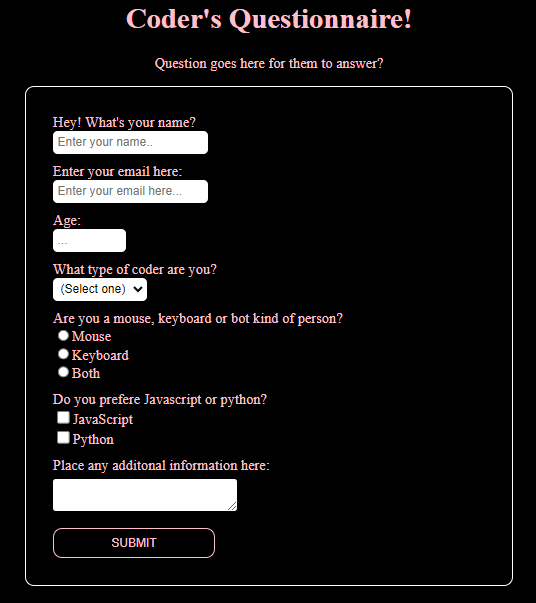 Coder's Questionnaire!
Question goes here for them to answer?
Hey! What's your name?
Enter your name..
Enter your email here:
Enter your email here...
Age:
...
What type of coder are you?
(Select one)
Are you a mouse, keyboard or bot kind of person?
Mouse
Keyboard
Both
Do you prefere Javascript or python?
JavaScript
Python
Place any additonal information here:
SUBMIT